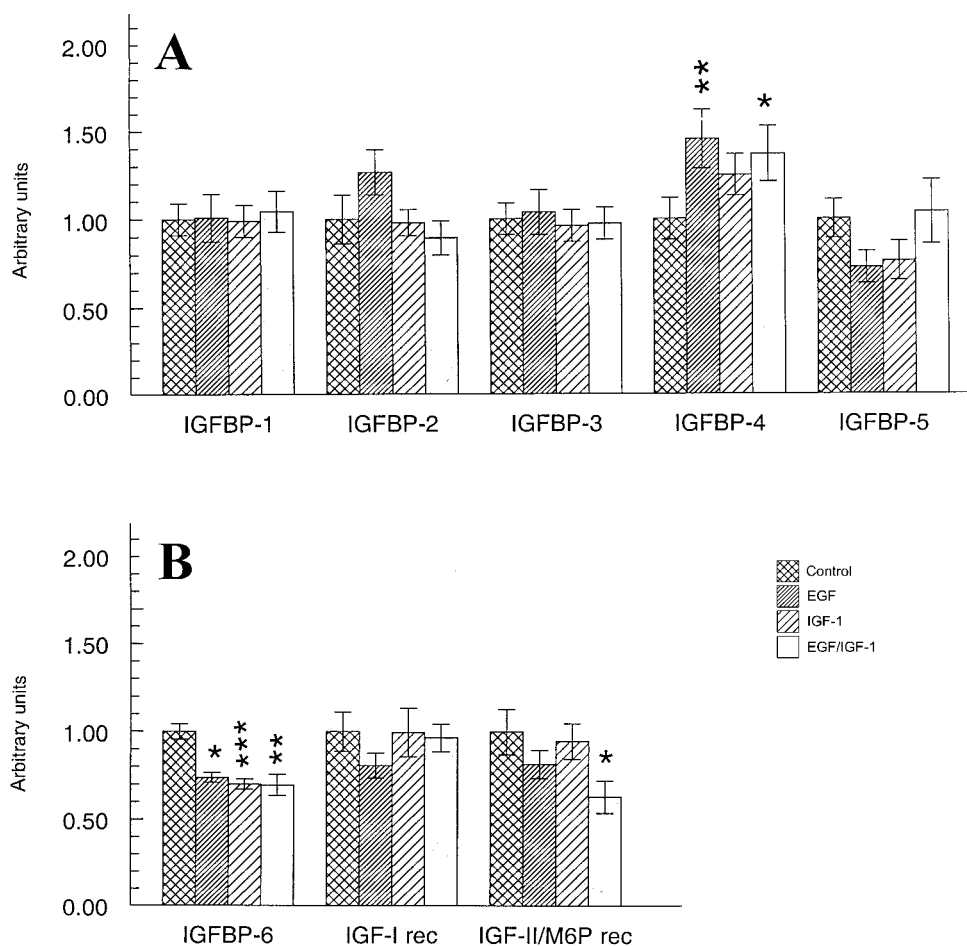 A
2.00
**
*
1.50
1.00
0.50
0.00
Arbitrary units
IGFBP-1 IGFBP-2 IGFBP-3 IGFBP-4 IGFBP-5
B
2.00
1.50
1.00
0.50
0.00
Arbitrary units
* *** **
*
Control
EGF
IGF-1
EGF/IGF-1
IGFBP-6 IGF-I rec IGF-II/M6P rec